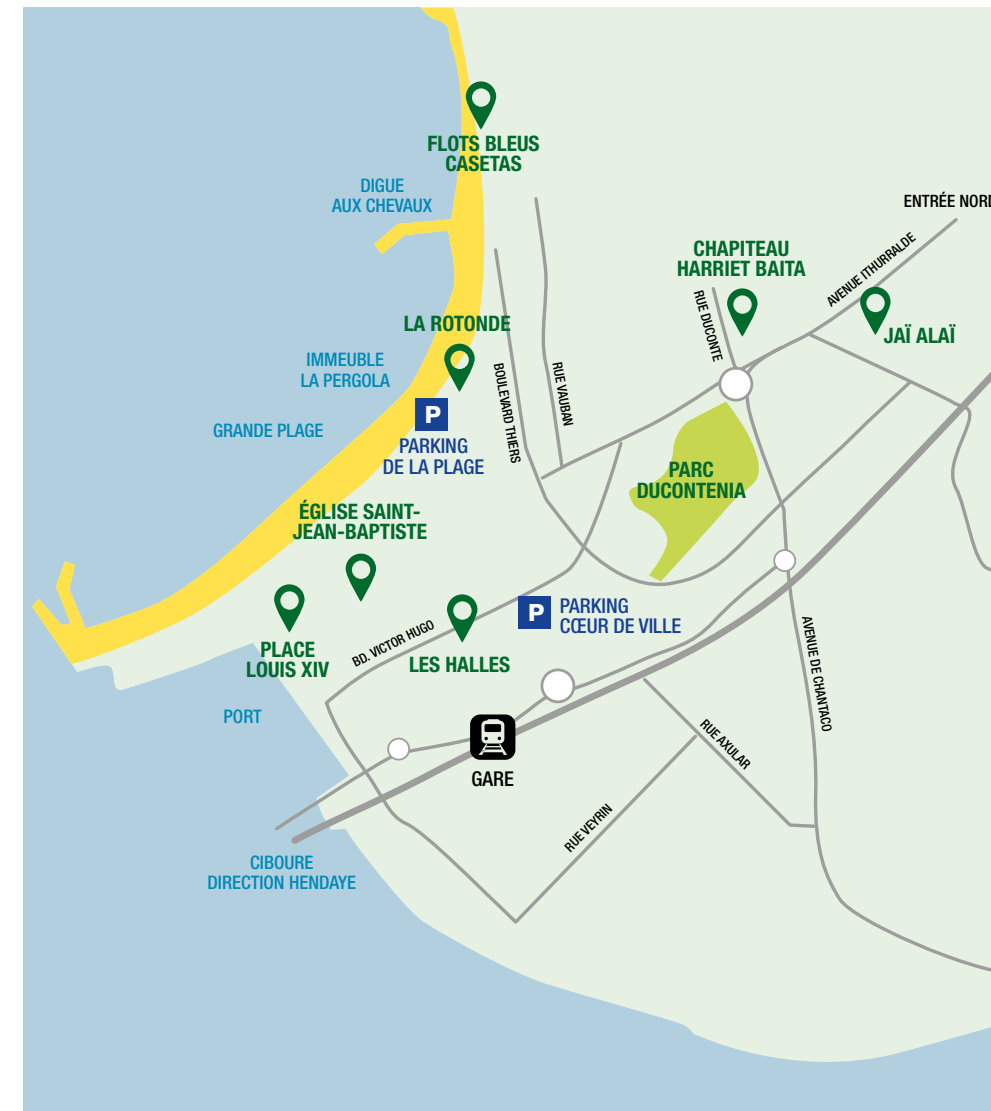 FLOTS BLEUS
CASETAS
DIGUE
AUX CHEVAUX
ENTRÉE NORD
CHAPITEAU
HARRIET BAITA
AVENUE ITHURRALDE
RUE DUCONTE
JAÏ ALAÏ
LA ROTONDE
IMMEUBLE
LA PERGOLA
BOULEVARD THIERS
RUE VAUBAN
P
PARKING
DE LA PLAGE
GRANDE PLAGE
PARC
DUCONTENIA
ÉGLISE SAINT-
JEAN-BAPTISTE
P
PARKING
CŒUR DE VILLE
PLACE
LOUIS XIV
BD. VICTOR HUGO
LES HALLES
AVENUE DE CHANTACO
PORT
RUE AXULAR
GARE
RUE VEYRIN
CIBOURE
DIRECTION HENDAYE